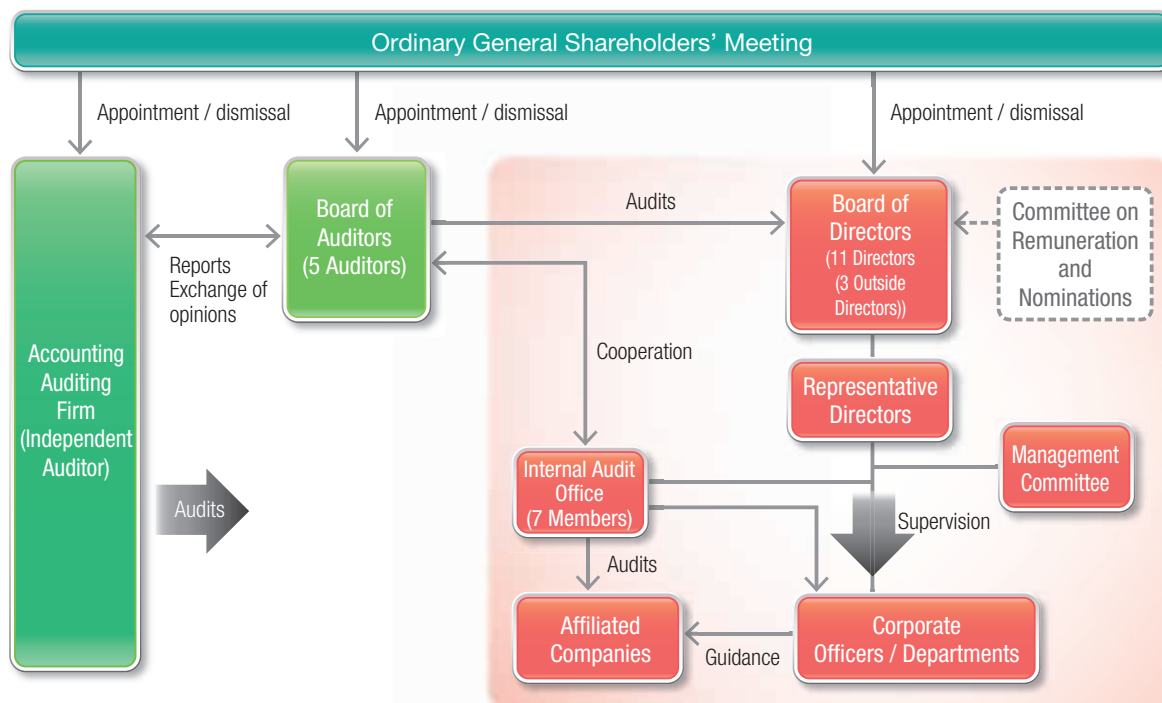 Ordinary General Shareholders’ Meeting
Appointment / dismissal
Appointment / dismissal
Appointment / dismissal
Accounting
Auditing
Firm
(Independent
Auditor)
Board of
Auditors
(5 Auditors)
Reports
Exchange of
opinions
Audits
Audits
Board of
Directors
(11 Directors
(3 Outside
Directors))
Committee on
Remuneration
and
Nominations
Cooperation
Representative
Directors
Internal Audit
Office
(7 Members)
Management
Committee
Supervision
Audits
Affiliated
Companies
Guidance
Corporate
Officers / Departments